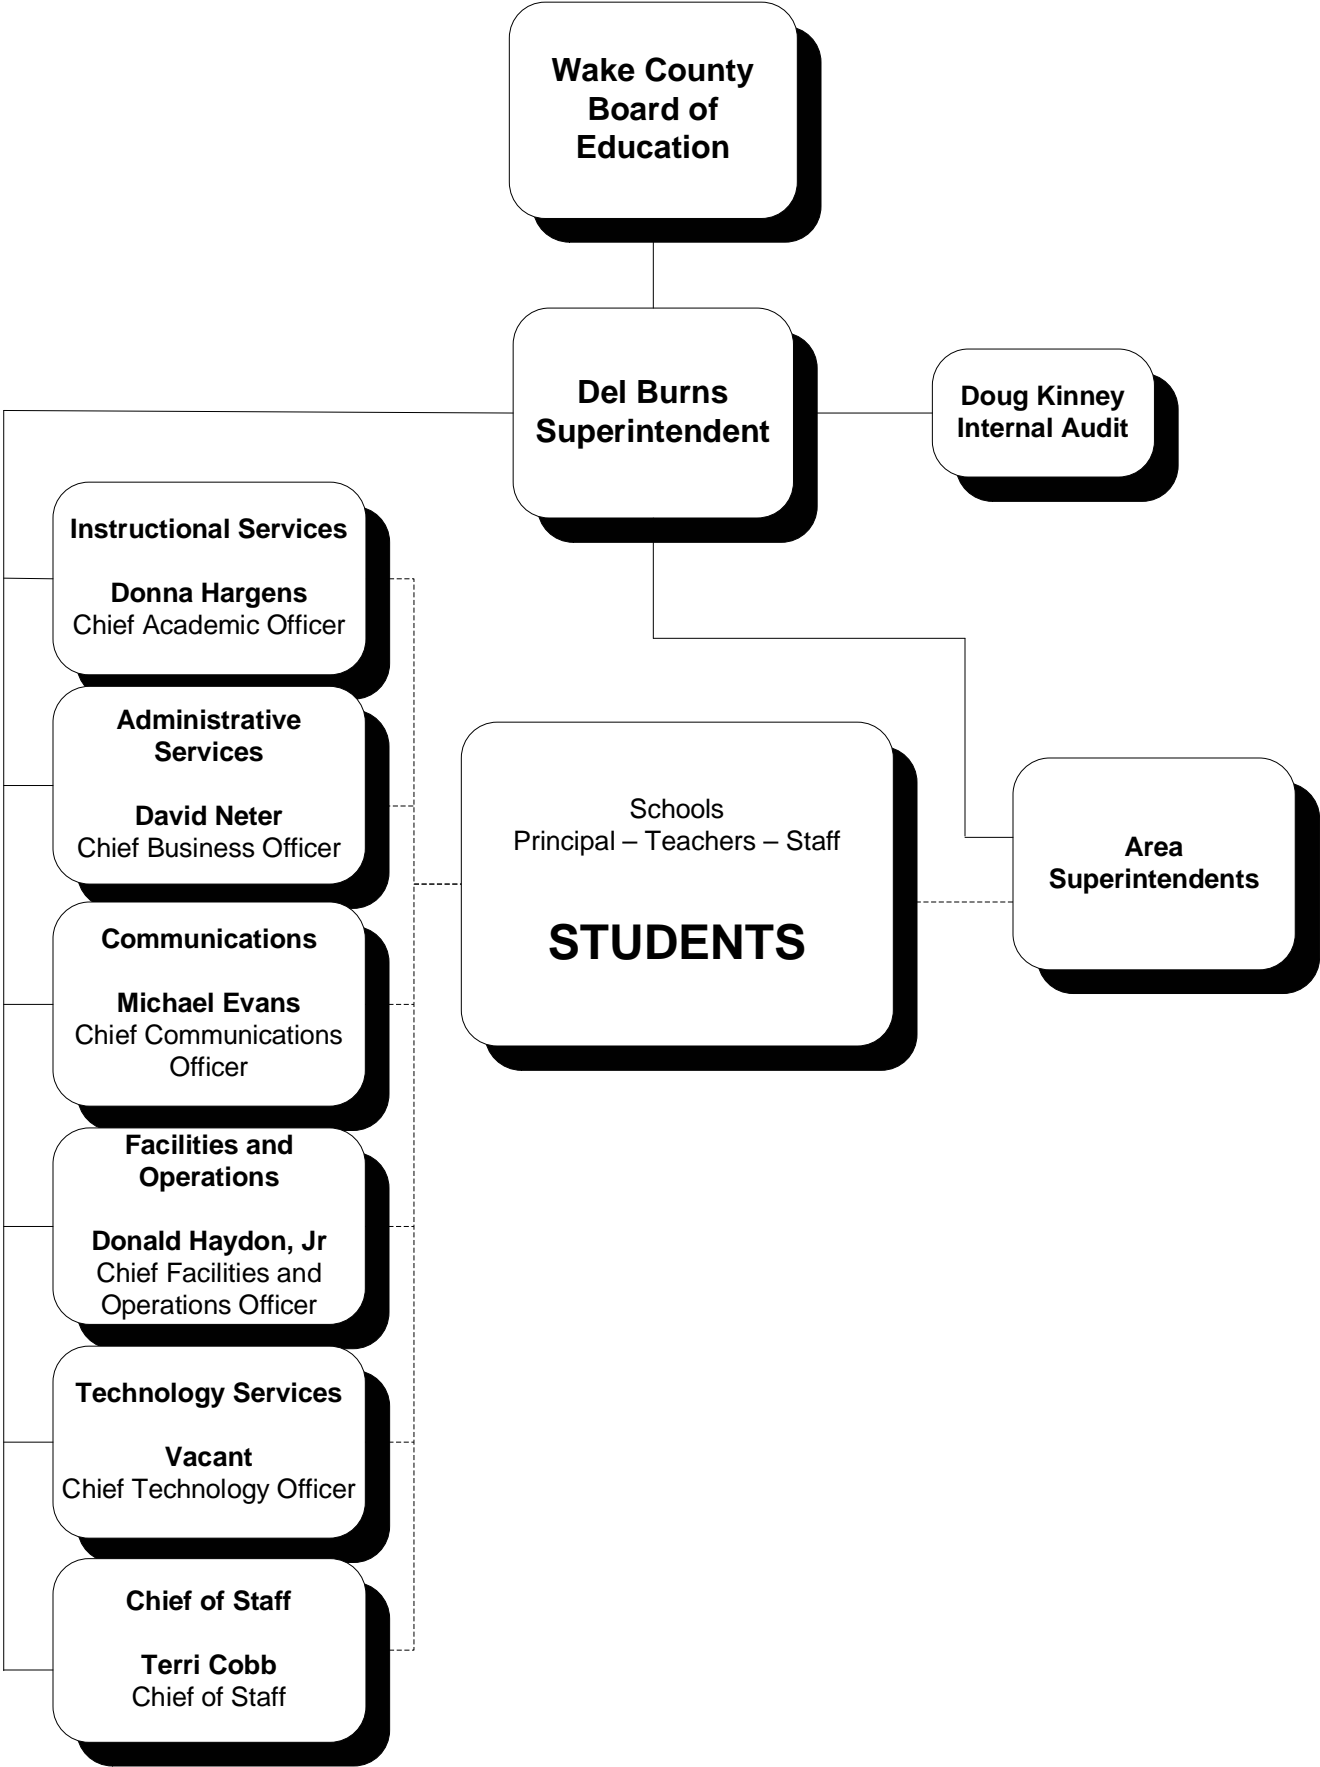 Wake County
Board of
Education
Del Burns
Superintendent
Doug Kinney
Internal Audit
Instructional Services
Donna Hargens
Chief Academic Officer
Administrative
Services
David Neter
Chief Business Officer
Communications
Michael Evans
Chief Communications
Officer
Facilities and
Operations
Donald Haydon, Jr
Chief Facilities and
Operations Officer
Technology Services
Vacant
Chief Technology Officer
Chief of Staff
Terri Cobb
Chief of Staff
Schools
Principal – Teachers – Staff
STUDENTS
Area
Superintendents